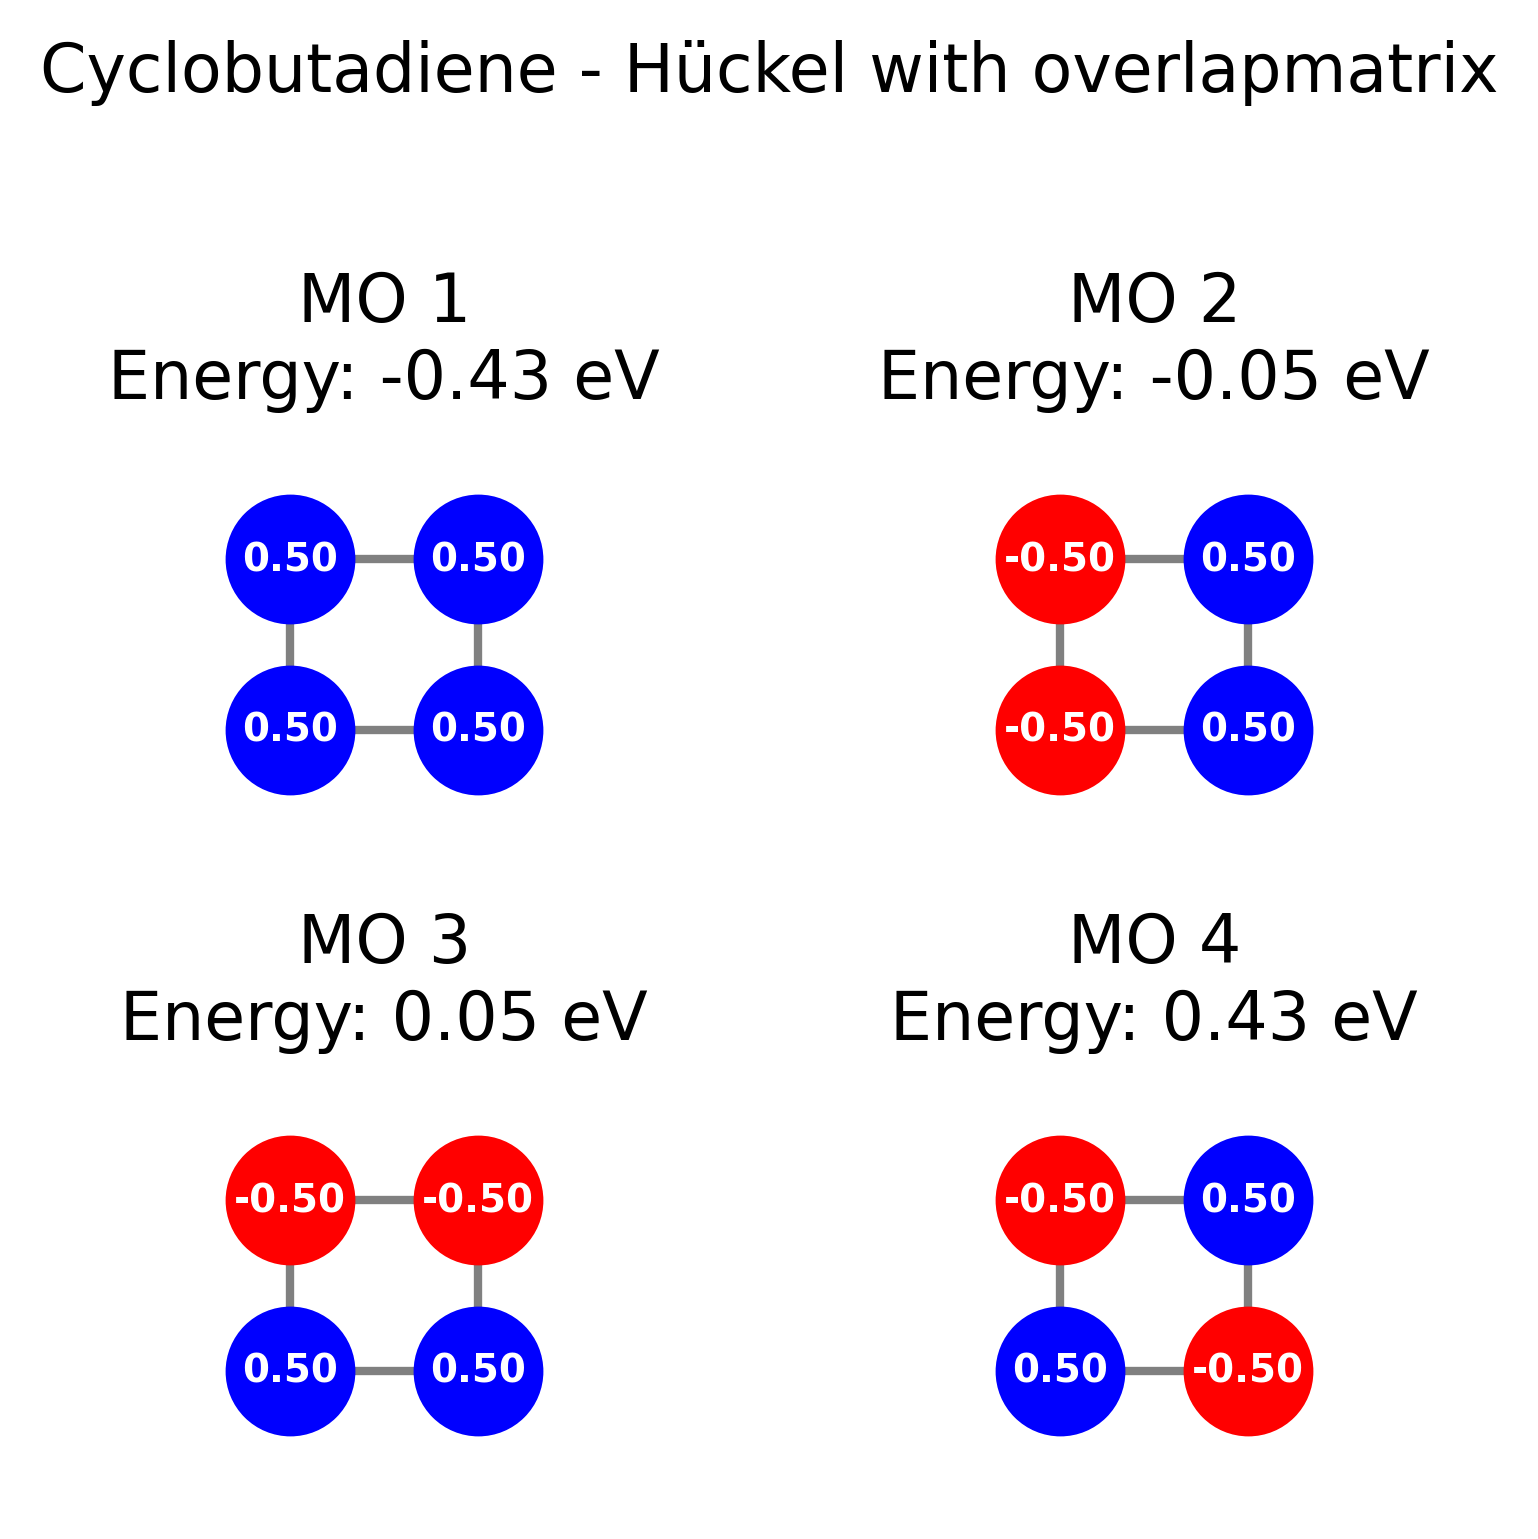 Cyclobutadiene - Hückel with overlapmatrix
MO 1
Energy: -0.43 eV
0.50 0.50
0.50 0.50
MO 2
Energy: -0.05 eV
-0.50 0.50
-0.50 0.50
MO 3
Energy: 0.05 eV
-0.50 -0.50
0.50 0.50
MO 4
Energy: 0.43 eV
-0.50 0.50
0.50 -0.50